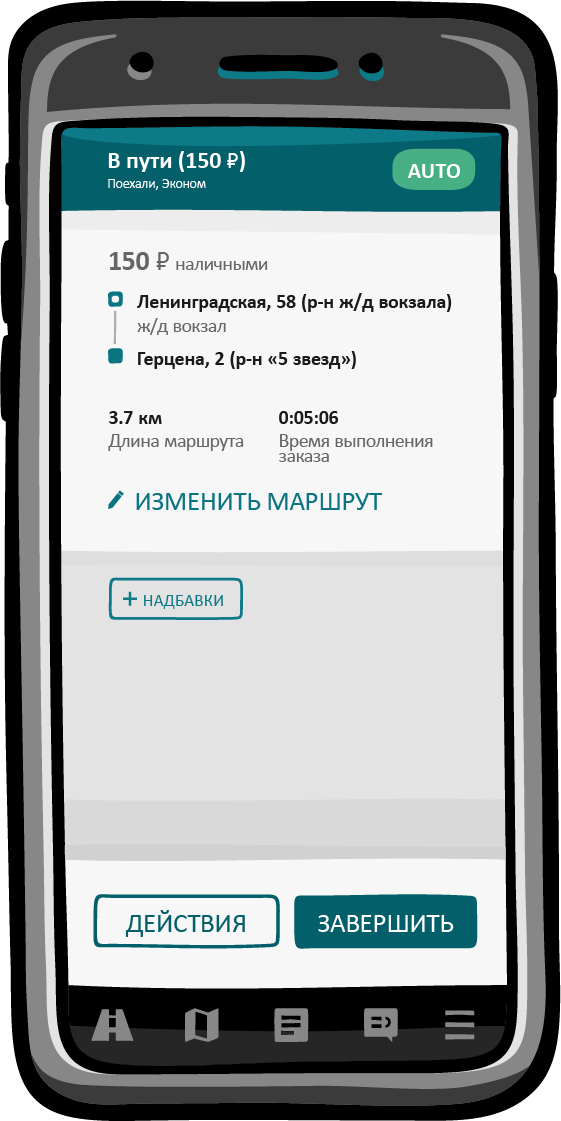 В пути (150 ₽)
AUTO
Поехали, Эконом
150 ₽ наличными
Ленинградская, 58 (р-н ж/д вокзала)
ж/д вокзал
Герцена, 2 (р-н «5 звезд»)
3.7 км
0:05:06
Длина маршрута
Время выполнения
заказа
ИЗМЕНИТЬ МАРШРУТ
+ НАДБАВКИ
ДЕЙСТВИЯ
ЗАВЕРШИТЬ